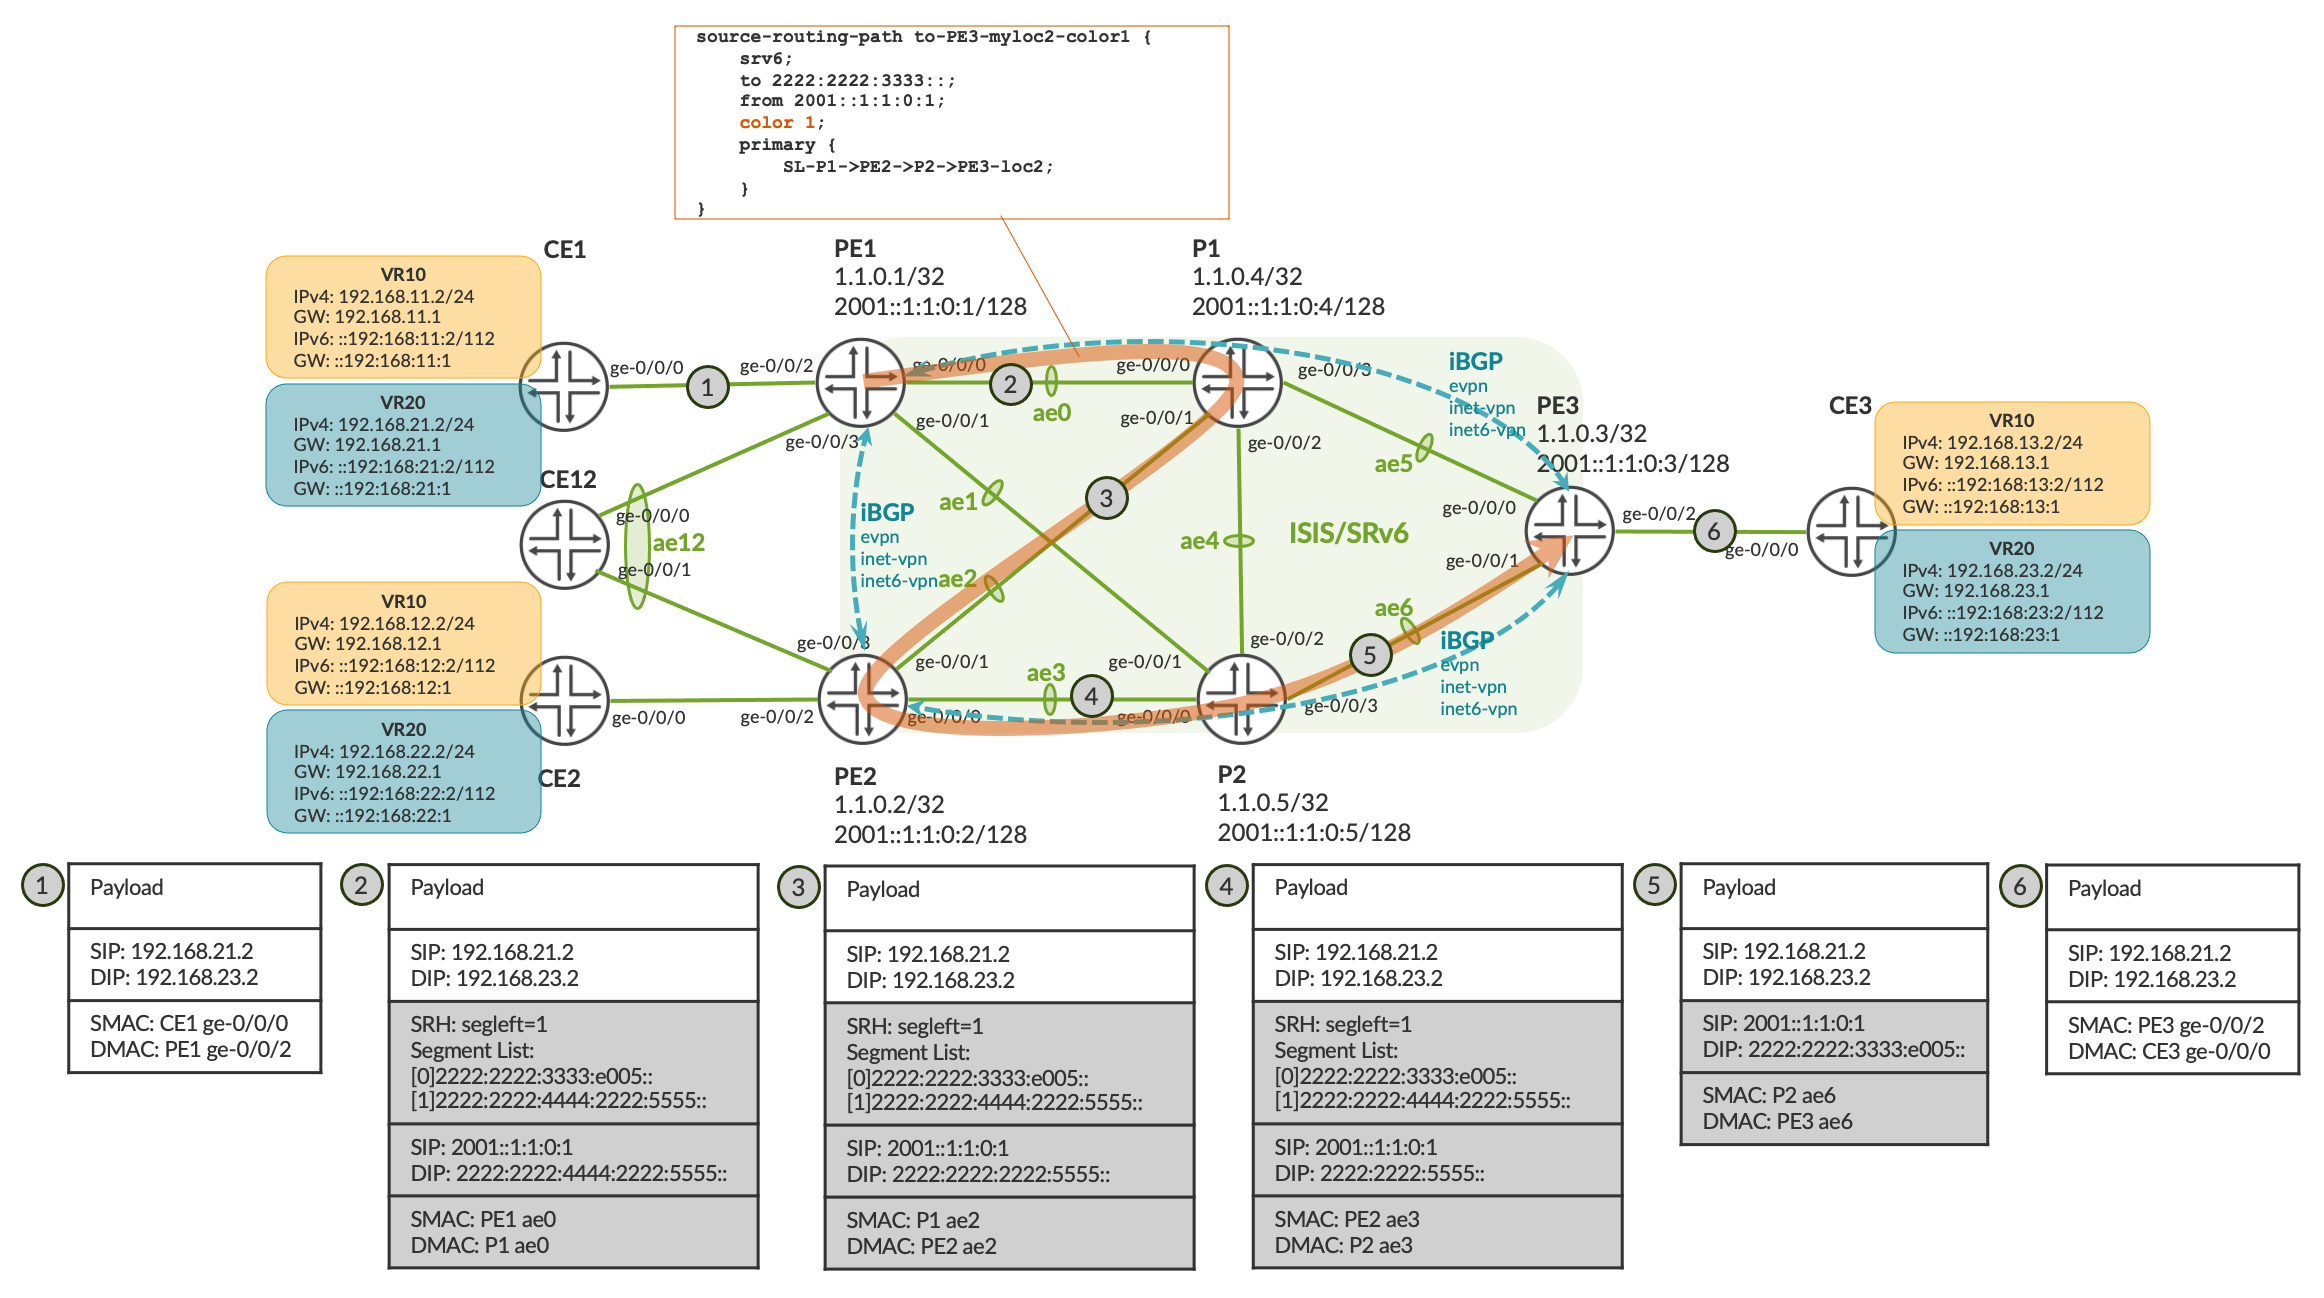 source-routing-path to-PE3-myloc2-color1 {
srv6;
to 2222:2222:3333::;
from 2001::1:1:0:1;
color 1;
primary {
SL-P1->PE2->P2->PE3-loc2;
}
}
CE1
VR10
IPv4: 192.168.11.2/24
GW: 192.168.11.1
IPv6: ::192:168:11:2/112
GW: ::192:168:11:1
VR20
IPv4: 192.168.21.2/24
GW: 192.168.21.1
IPv6: ::192:168:21:2/112
GW: ::192:168:21:1
ge-0/0/0
1
ge-0/0/2
PE1
1.1.0.1/32
2001::1:1:0:1/128
ge-0/0/0
2
ae0
ge-0/0/0
ge-0/0/1
ge-0/0/1
ge-0/0/3
P1
1.1.0.4/32
2001::1:1:0:4/128
ge-0/0/3
ge-0/0/2
iBGP
evpn
inet-vpn
inet6-vpn
PE3
1.1.0.3/32
2001::1:1:0:3/128
ae5
ge-0/0/0
ge-0/0/2
6
ge-0/0/0
ge-0/0/1
CE3
VR10
IPv4: 192.168.13.2/24
GW: 192.168.13.1
IPv6: ::192:168:13:2/112
GW: ::192:168:13:1
VR20
IPv4: 192.168.23.2/24
GW: 192.168.23.1
IPv6: ::192:168:23:2/112
GW: ::192:168:23:1
CE12
ge-0/0/0
ae12
ge-0/0/1
iBGP
evpn
inet-vpn
inet6-vpn
ae1
3
ae2
ae4
ISIS/SRv6
ae6
5
iBGP
evpn
inet-vpn
inet6-vpn
VR10
IPv4: 192.168.12.2/24
GW: 192.168.12.1
IPv6: ::192:168:12:2/112
GW: ::192:168:12:1
VR20
IPv4: 192.168.22.2/24
GW: 192.168.22.1
IPv6: ::192:168:22:2/112
GW: ::192:168:22:1
CE2
ge-0/0/0
ge-0/0/2
ge-0/0/3
ge-0/0/1
ge-0/0/0
ae3
4
ge-0/0/1
ge-0/0/0
ge-0/0/2
ge-0/0/3
PE2
1.1.0.2/32
2001::1:1:0:2/128
P2
1.1.0.5/32
2001::1:1:0:5/128
1
Payload
SIP: 192.168.21.2
DIP: 192.168.23.2
SMAC: CE1 ge-0/0/0
DMAC: PE1 ge-0/0/2
2
Payload
SIP: 192.168.21.2
DIP: 192.168.23.2
SRH: segleft=1
Segment List:
[0]2222:2222:3333:e005::
[1]2222:2222:4444:2222:5555::
SIP: 2001::1:1:0:1
DIP: 2222:2222:4444:2222:5555::
SMAC: PE1 ae0
DMAC: P1 ae0
3
Payload
SIP: 192.168.21.2
DIP: 192.168.23.2
SRH: segleft=1
Segment List:
[0]2222:2222:3333:e005::
[1]2222:2222:4444:2222:5555::
SIP: 2001::1:1:0:1
DIP: 2222:2222:2222:5555::
SMAC: P1 ae2
DMAC: PE2 ae2
4
Payload
SIP: 192.168.21.2
DIP: 192.168.23.2
SRH: segleft=1
Segment List:
[0]2222:2222:3333:e005::
[1]2222:2222:4444:2222:5555::
SIP: 2001::1:1:0:1
DIP: 2222:2222:5555::
SMAC: PE2 ae3
DMAC: P2 ae3
5
Payload
SIP: 192.168.21.2
DIP: 192.168.23.2
SIP: 2001::1:1:0:1
DIP: 2222:2222:3333:e005::
SMAC: P2 ae6
DMAC: PE3 ae6
6
Payload
SIP: 192.168.21.2
DIP: 192.168.23.2
SMAC: PE3 ge-0/0/2
DMAC: CE3 ge-0/0/0